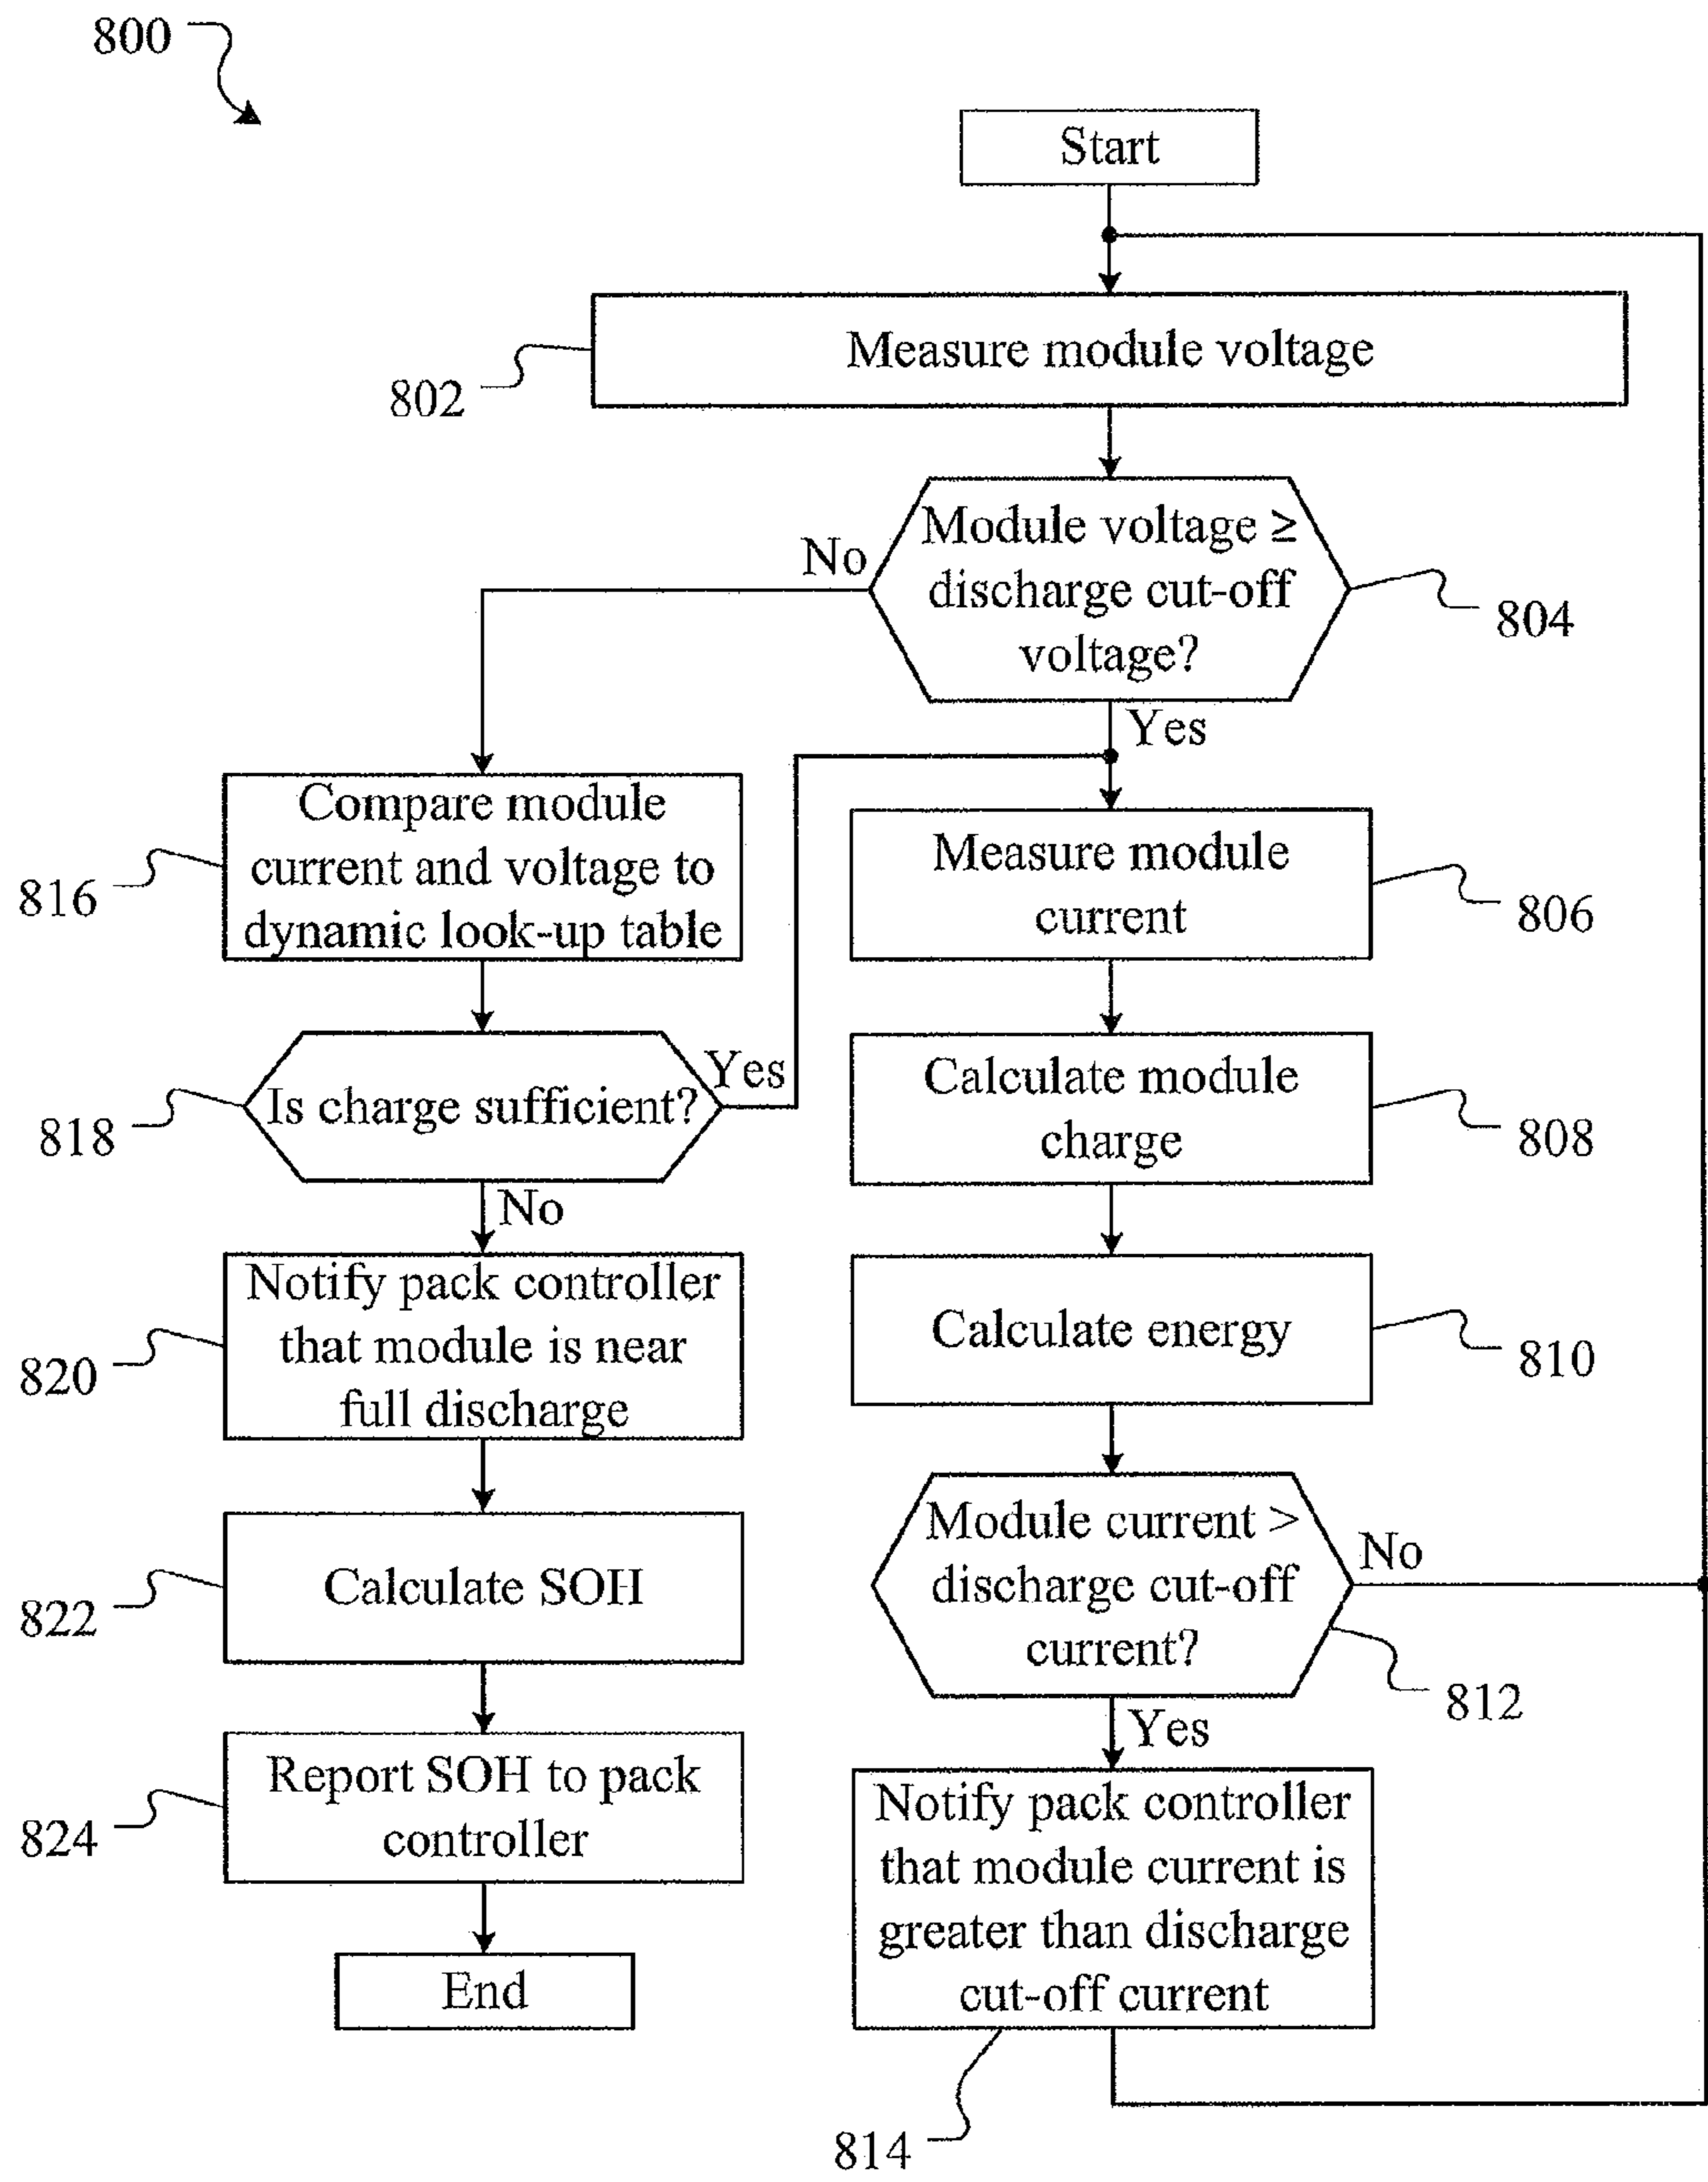 800
Start
Measure module voltage
802
Module voltage ≥
discharge cut-off
voltage?
804
No
Yes
Compare module
current and voltage to
dynamic look-up table
816
Measure module
current
806
Is charge sufficient?
818
Yes
No
Calculate module
charge
808
Notify pack controller
that module is near
full discharge
820
Calculate energy
810
Calculate SOH
822
Module current >
discharge cut-off
current?
812
No
Yes
Report SOH to pack
controller
824
Notify pack controller
that module current is
greater than discharge
cut-off current
814
End